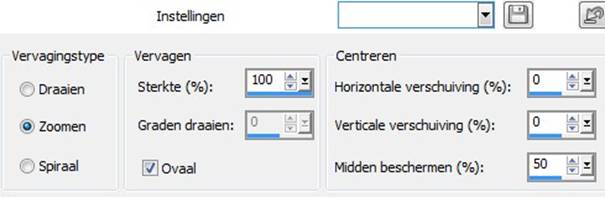 Instellingen
Vervagingstype
Draaien
Zoomen
Spiraal
Vervagen
Sterkte (%): 100
Graden draaien: 0
Ovaal
Centreren
Horizontale verschuiving (%): 0
Verticale verschuiving (%): 0
Midden beschermen (%): 50